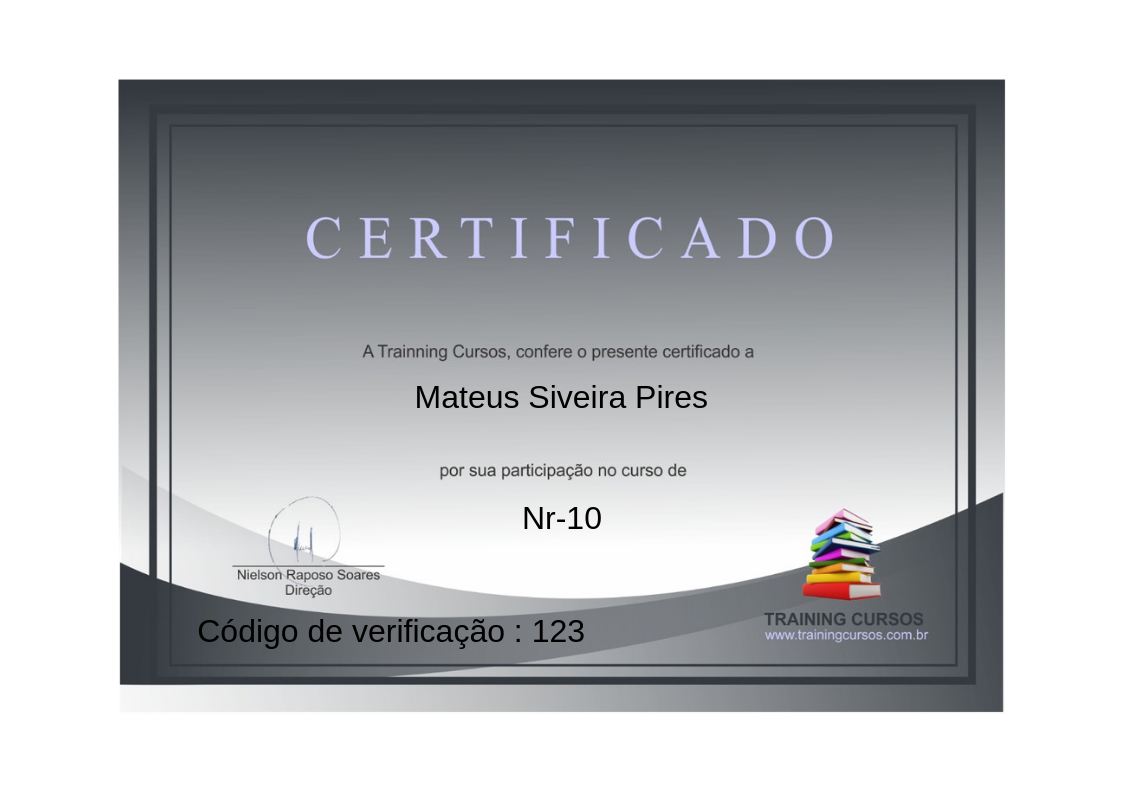 CERTIFICADO
A Trainning Cursos, confere o presente certificado a
Mateus Siveira Pires
por sua participação no curso de
Nr-10
Nielson Raposo Soares
Direção
Código de verificação : 123
TRAINING CURSOS
www.trainingcursos.com.br